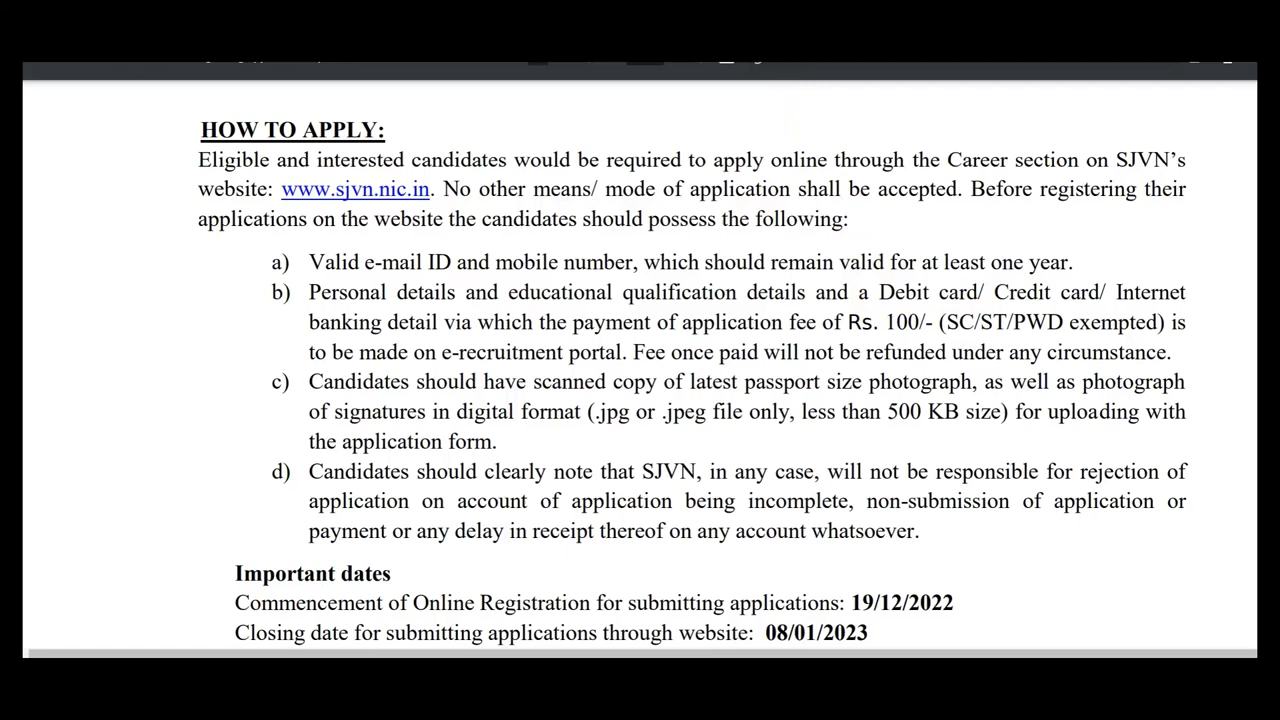 HOW TO APPLY:
Eligible and interested candidates would be required to apply online through the Career section on SJVN’s
website: www.sjvn.nic.in. No other means/ mode of application shall be accepted. Before registering their
applications on the website the candidates should possess the following:
a) Valid e-mail ID and mobile number, which should remain valid for at least one year.
b) Personal details and educational qualification details and a Debit card/ Credit card/ Internet
banking detail via which the payment of application fee of Rs. 100/- (SC/ST/PWD exempted) is
to be made on e-recruitment portal. Fee once paid will not be refunded under any circumstance.
c) Candidates should have scanned copy of latest passport size photograph, as well as photograph
of signatures in digital format (.jpg or .jpeg file only, less than 500 KB size) for uploading with
the application form.
d) Candidates should clearly note that SJVN, in any case, will not be responsible for rejection of
application on account of application being incomplete, non-submission of application or
payment or any delay in receipt thereof on any account whatsoever.
Important dates
Commencement of Online Registration for submitting applications: 19/12/2022
Closing date for submitting applications through website: 08/01/2023